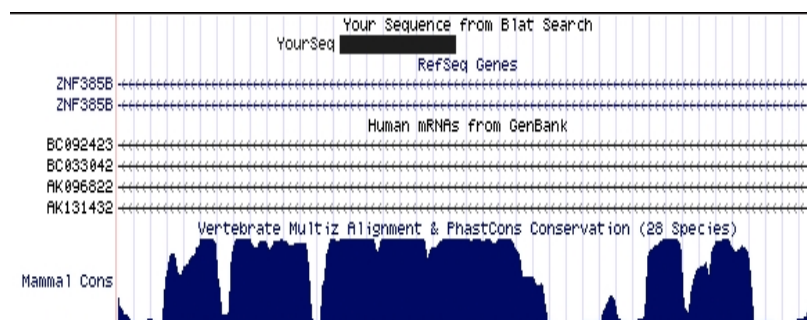 Your Sequence from Blat Search
YourSeq
RefSeq Genes
ZNF385B
ZNF385B
Human mRNAs from GenBank
BC092423
BC033042
AK096822
AK131432
Vertebrate Multiz Alignment & PhastCons Conservation (28 Species)
Mammal Cons